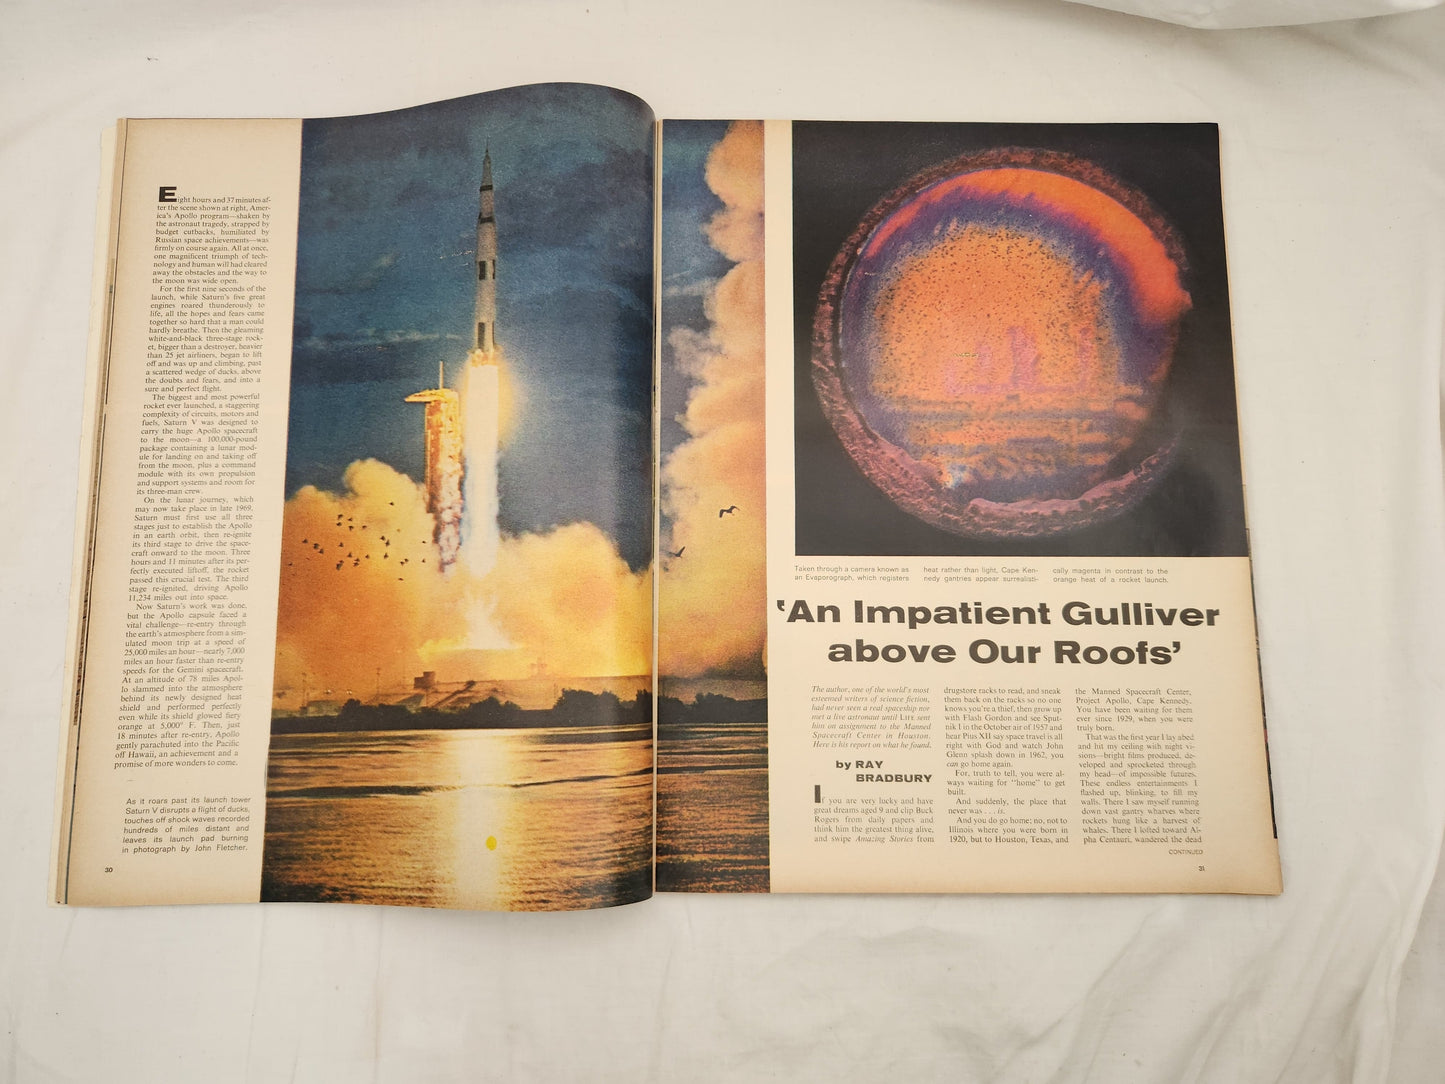 Eight hours and 37 minutes af-
ter the scene shown at right, Amer-
ica's Apollo program—shaken by
the astronaut tragedy, strapped by
budget cutbacks, humiliated by
Russian space achievements—was
firmly on course again. All at once,
one magnificent triumph of tech-
nology and human will had cleared
away the obstacles and the way to
the moon was wide open.
For the first nine seconds of the
launch, while Saturn's five great
engines roared thunderously to
life, all the hopes and fears came
together so hard that a man could
hardly breathe. Then the gleaming
white-and-black three-stage rock-
et, bigger than a destroyer, heavier
than 25 jet airliners, began to lift
off and was up and climbing, past
a scattered wedge of ducks, above
the doubts and fears, and into a
sure and perfect flight.
The biggest and most powerful
rocket ever launched, a staggering
complexity of circuits, motors and
fuels, Saturn V was designed to
carry the huge Apollo spacecraft
to the moon—a 100,000-pound
package containing a lunar mod-
ule for landing on and taking off
from the moon, plus a command
module with its own propulsion
and support systems and room for
its three-man crew.
On the lunar journey, which
may now take place in late 1969,
Saturn must first use all three
stages just to establish the Apollo
in an earth orbit, then re-ignite
its third stage to drive the space-
craft onward to the moon. Three
hours and 11 minutes after its per-
fectly executed liftoff, the rocket
passed this crucial test. The third
stage re-ignited, driving Apollo
11,234 miles out into space.
Now Saturn's work was done,
but the Apollo capsule faced a
vital challenge—re-entry through
the earth's atmosphere from a sim-
ulated moon trip at a speed of
25,000 miles an hour—nearly 7,000
miles an hour faster than re-entry
speeds for the Gemini spacecraft.
At an altitude of 78 miles Apol-
lo slammed into the atmosphere
behind its newly designed heat
shield and performed perfectly
even while its shield glowed fiery
orange at 5,000° F. Then, just
18 minutes after re-entry, Apollo
gently parachuted into the Pacific
off Hawaii, an achievement and a
promise of more wonders to come.
As it roars past its launch tower
Saturn V disrupts a flight of ducks,
touches off shock waves recorded
hundreds of miles distant and
leaves its launch pad burning
in photograph by John Fletcher.
30
Taken through a camera known as
an Evaporograph, which registers
heat rather than light, Cape Ken-
nedy gantries appear surrealisti-
cally magenta in contrast to the
orange heat of a rocket launch.
'An Impatient Gulliver
above Our Roofs'
The author, one of the world's most
esteemed writers of science fiction,
had never seen a real spaceship nor
met a live astronaut until LIFE sent
him on assignment to the Manned
Spacecraft Center in Houston.
Here is his report on what he found.
by RAY
BRADBURY
If you are very lucky and have
great dreams aged 9 and clip Buck
Rogers from daily papers and
think him the greatest thing alive,
and swipe Amazing Stories from
drugstore racks to read, and sneak
them back on the racks so no one
knows you're a thief, then grow up
with Flash Gordon and see Sput-
nik I in the October air of 1957 and
hear Pius XII say space travel is all
right with God and watch John
Glenn splash down in 1962, you
can go home again.
For, truth to tell, you were al-
ways waiting for "home" to get
built.
And suddenly, the place that
never was . . . is.
And you do go home; no, not to
Illinois where you were born in
1920, but to Houston, Texas, and
the Manned Spacecraft Center,
Project Apollo, Cape Kennedy.
You have been waiting for them
ever since 1929, when you were
truly born.
That was the first year I lay abed
and hit my ceiling with night vi-
sions—bright films produced, de-
veloped and sprocketed through
my head—of impossible futures.
These endless entertainments I
flashed up, blinking, to fill my
walls. There I saw myself running
down vast gantry wharves where
rockets hung like a harvest of
whales. There I lofted toward Al-
pha Centauri, wandered the dead
CONTINUED
31